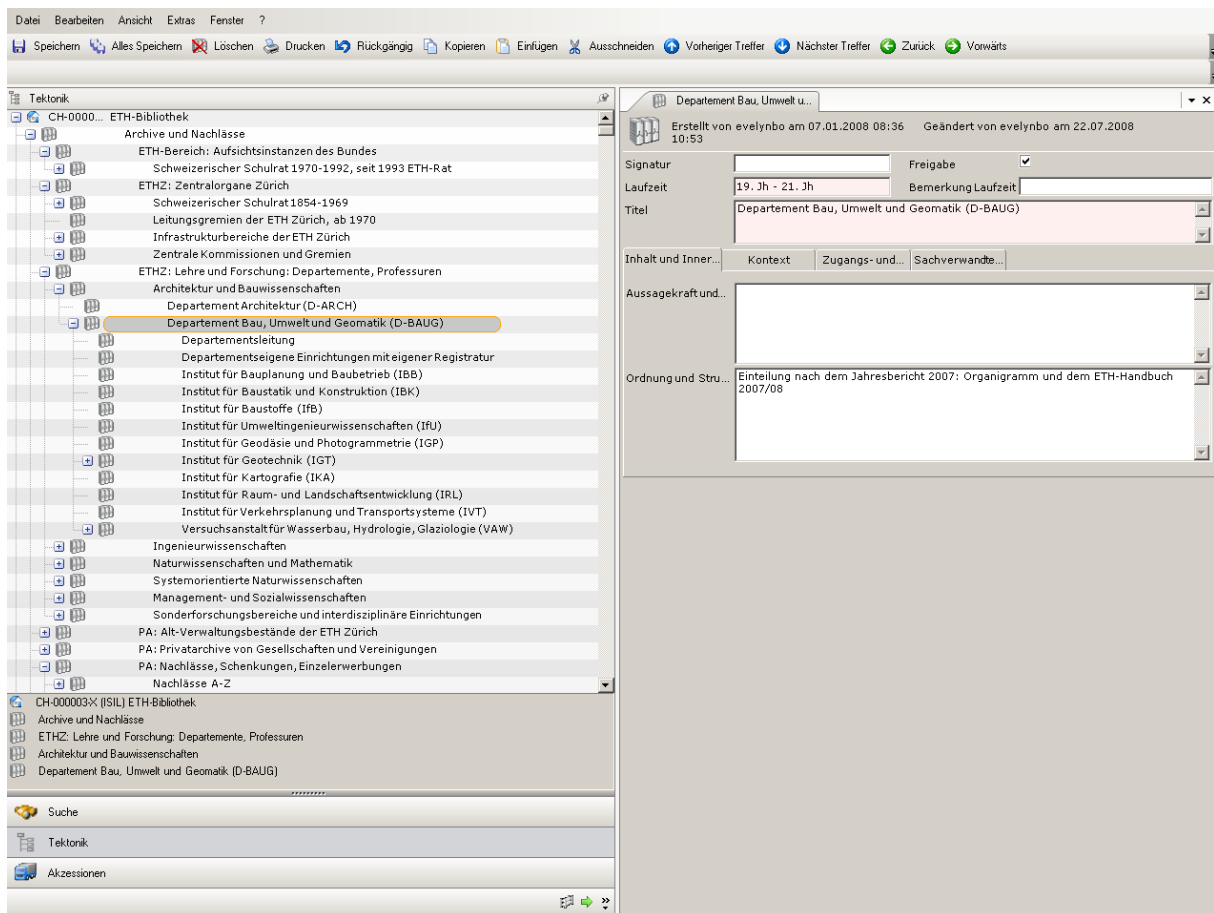 Datei Bearbeiten Ansicht Extras Fenster ?
Speichern Alles Speichern Löschen Drucken Rückgängig Kopieren Einfügen Ausschneiden Vorheriger Treffer Nächster Treffer Zurück Vorwärts
Tektonik
CH-0000... ETH-Bibliothek
Archive und Nachlässe
ETH-Bereich: Aufsichtsinstanzen des Bundes
Schweizerischer Schulrat 1970-1992, seit 1993 ETH-Rat
ETHZ: Zentralorgane Zürich
Schweizerischer Schulrat 1854-1969
Leitungsgremien der ETH Zürich, ab 1970
Infrastrukturbereiche der ETH Zürich
Zentrale Kommissionen und Gremien
ETHZ: Lehre und Forschung: Departemente, Professuren
Architektur und Bauwissenschaften
Departement Architektur (D-ARCH)
Departement Bau, Umwelt und Geomatik (D-BAUG)
Departementsleitung
Departementseigene Einrichtungen mit eigener Registratur
Institut für Bauplanung und Baubetrieb (IBB)
Institut für Baustatik und Konstruktion (IBK)
Institut für Baustoffe (IfB)
Institut für Umweltingenieurwissenschaften (IfU)
Institut für Geodäsie und Photogrammetrie (IGP)
Institut für Geotechnik (IGT)
Institut für Kartografie (IKA)
Institut für Raum- und Landschaftsentwicklung (IRL)
Institut für Verkehrsplanung und Transportsysteme (IVT)
Versuchsanstalt für Wasserbau, Hydrologie, Glaziologie (VAW)
Ingenieurwissenschaften
Naturwissenschaften und Mathematik
Systemorientierte Naturwissenschaften
Management- und Sozialwissenschaften
Sonderforschungsbereiche und interdisziplinäre Einrichtungen
PA: Alt-Verwaltungsbestände der ETH Zürich
PA: Privatarchive von Gesellschaften und Vereinigungen
PA: Nachlässe, Schenkungen, Einzelerwerbungen
Nachlässe A-Z
CH-000003-X (ISIL) ETH-Bibliothek
Archive und Nachlässe
ETHZ: Lehre und Forschung: Departemente, Professuren
Architektur und Bauwissenschaften
Departement Bau, Umwelt und Geomatik (D-BAUG)
Suche
Tektonik
Akzessionen
Departement Bau, Umwelt u...
Erstellt von evelynbo am 07.01.2008 08:36 Geändert von evelynbo am 22.07.2008
10:53
Signatur Freigabe
Laufzeit 19. Jh - 21. Jh Bemerkung Laufzeit
Titel Departement Bau, Umwelt und Geomatik (D-BAUG)
Inhalt und Inner... Kontext Zugangs- und... Sachverwandte...
Aussagekraft und...
Ordnung und Stru... Einteilung nach dem Jahresbericht 2007: Organigramm und dem ETH-Handbuch
2007/08